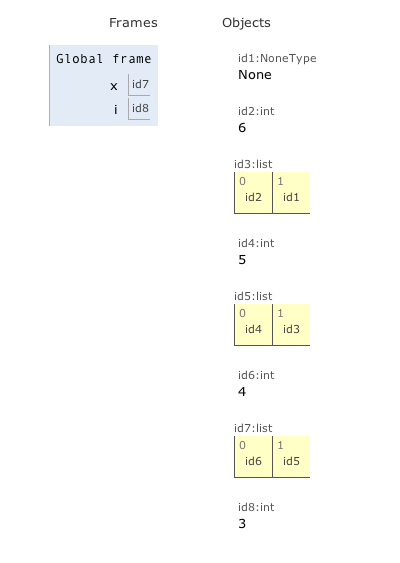 Frames Objects
Global frame
x id7
i id8
id1:NoneType
None
id2:int
6
id3:list
0 1
id2 id1
id4:int
5
id5:list
0 1
id4 id3
id6:int
4
id7:list
0 1
id6 id5
id8:int
3